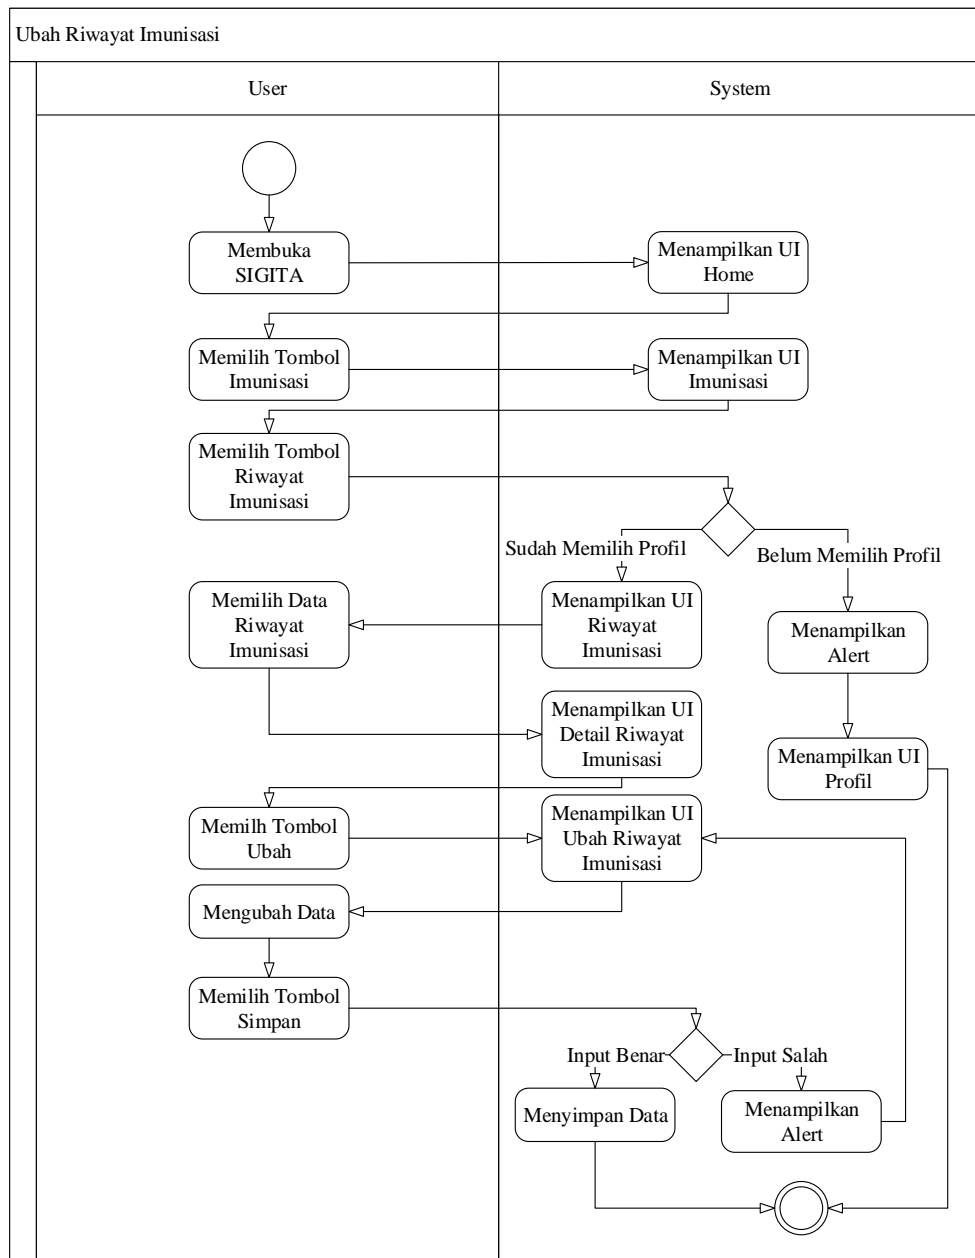 Ubah Riwayat Imunisasi
User
System
Membuka
SIGITA
Menampilkan UI
Home
Memilih Tombol
Imunisasi
Menampilkan UI
Imunisasi
Memilih Tombol
Riwayat
Imunisasi
Sudah Memilih Profil
Belum Memilih Profil
Memilih Data
Riwayat
Imunisasi
Menampilkan UI
Riwayat
Imunisasi
Menampilkan
Alert
Menampilkan UI
Detail Riwayat
Imunisasi
Menampilkan UI
Profil
Memilh Tombol
Ubah
Menampilkan UI
Ubah Riwayat
Imunisasi
Mengubah Data
Memilih Tombol
Simpan
Input Benar
Input Salah
Menyimpan Data
Menampilkan
Alert